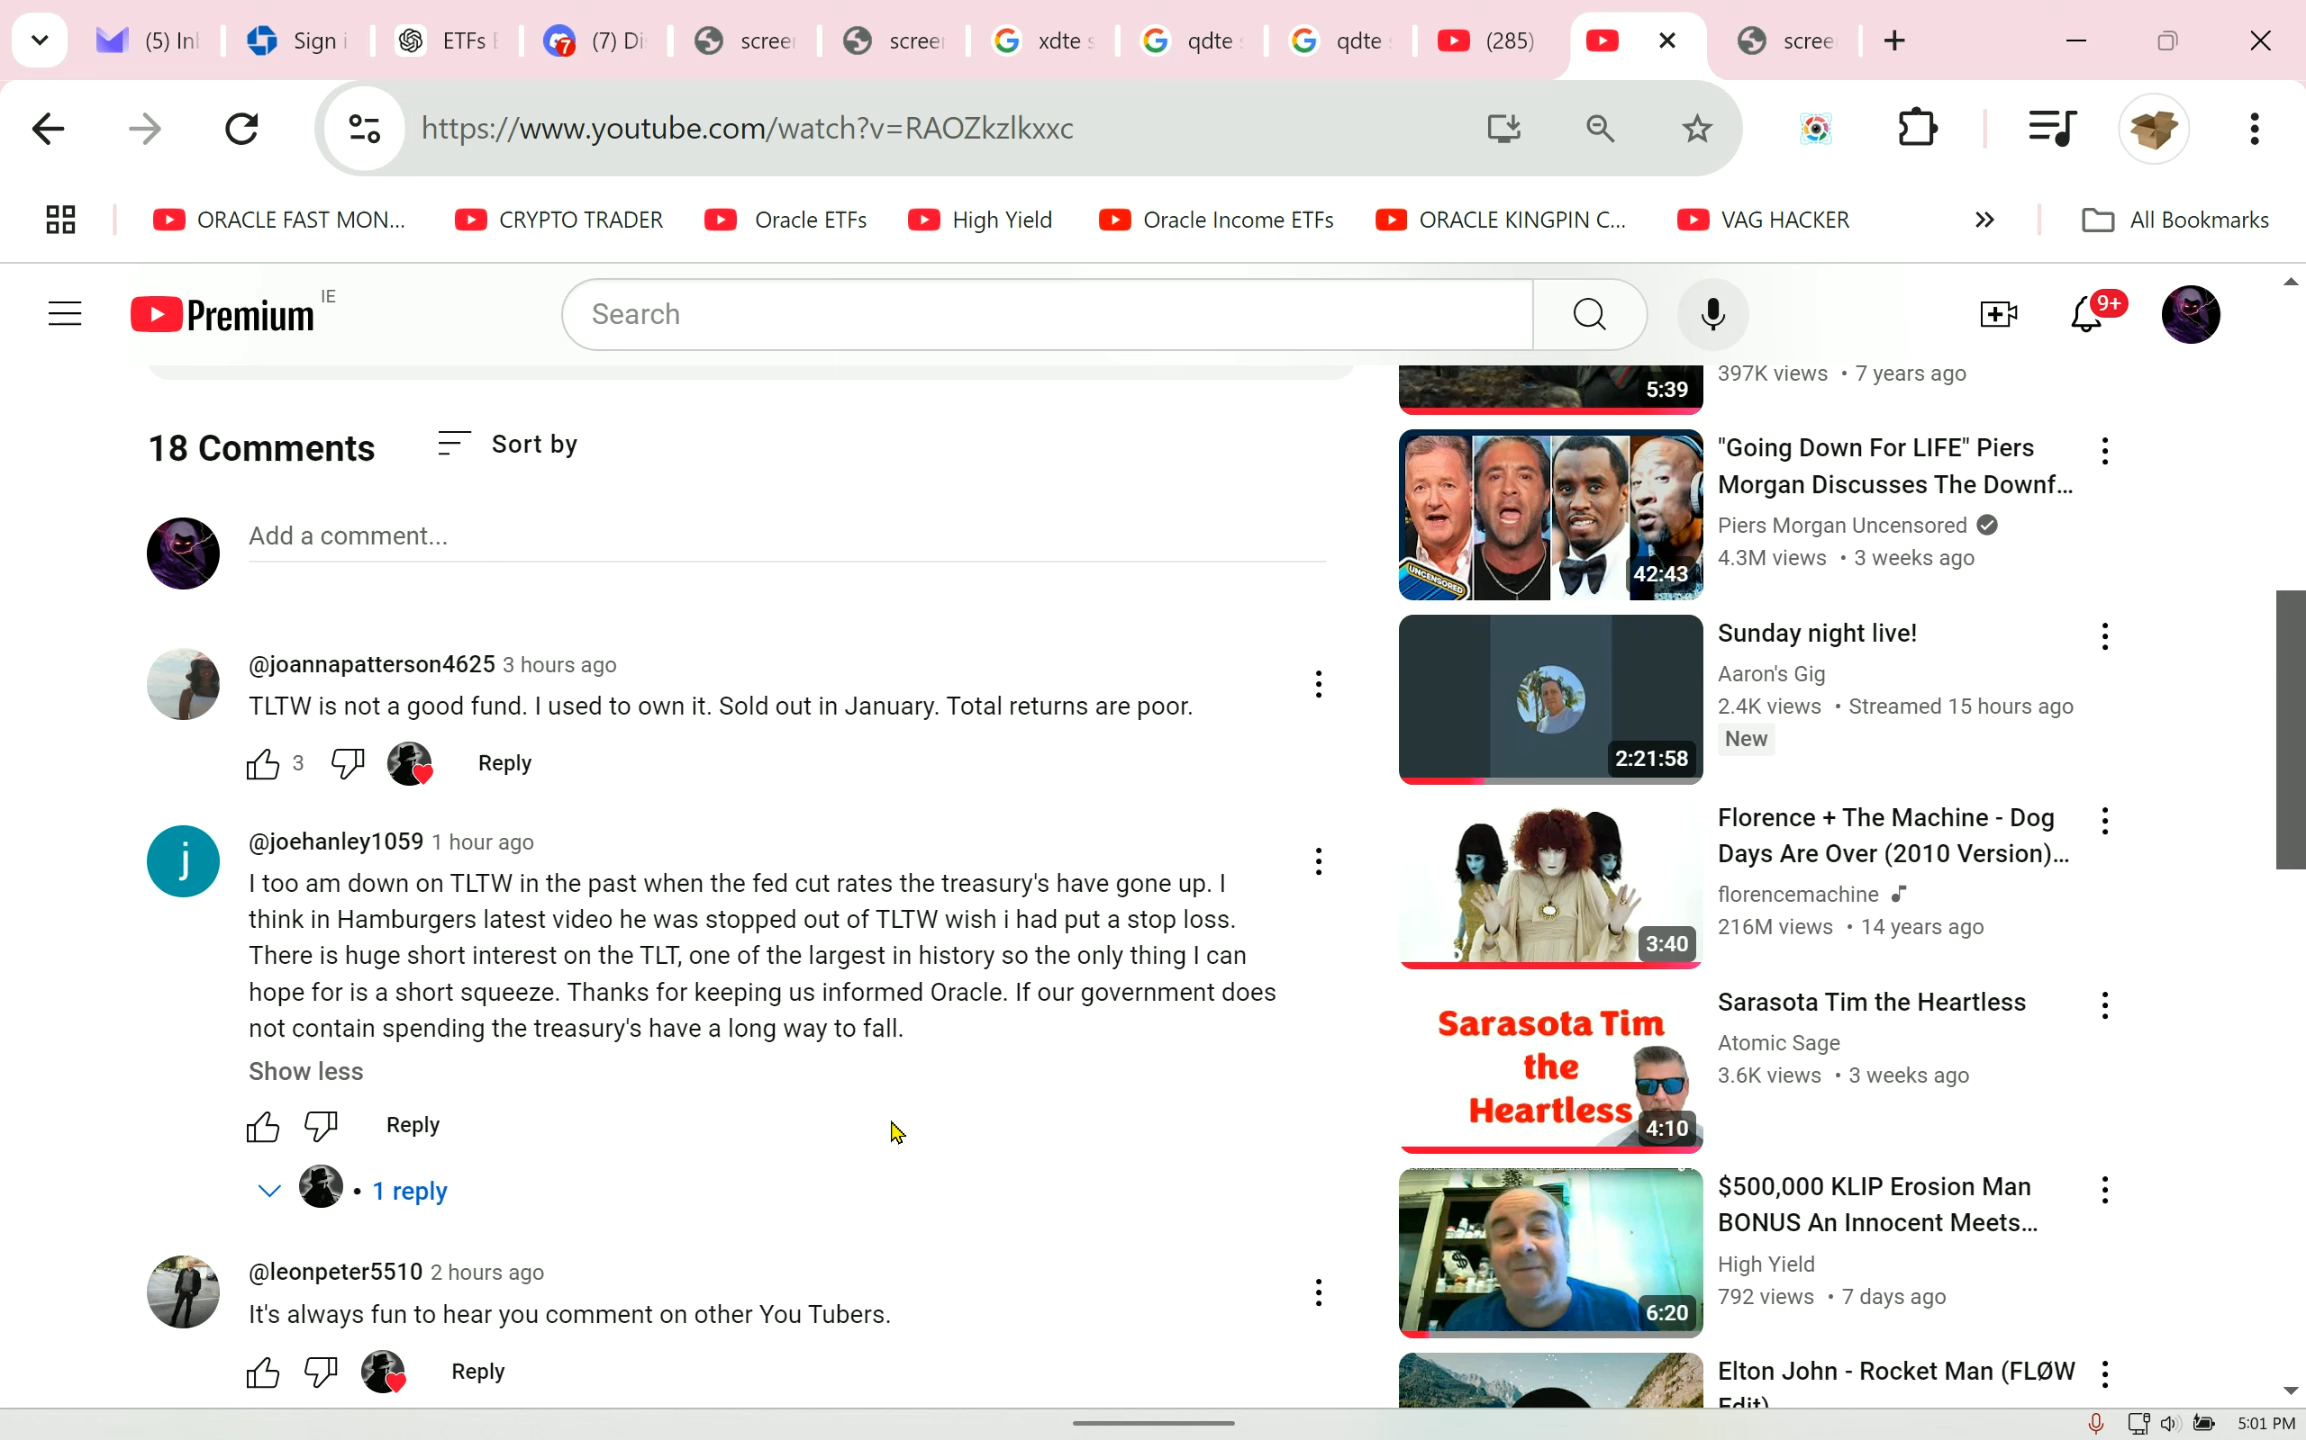 (5) In
Sign i
ETFs
(7) Di
scree
scree
xdte s
qdte
qdte
(285)
scree
https://www.youtube.com/watch?v=RAOZkzlkxxc
ORACLE FAST MON...
CRYPTO TRADER
Oracle ETFs
High Yield
Oracle Income ETFs
ORACLE KINGPIN C...
VAG HACKER
All Bookmarks
Premium IE
Search
9+
18 Comments
Sort by
Add a comment...
@joannapatterson4625 3 hours ago
TLTW is not a good fund. I used to own it. Sold out in January. Total returns are poor.
3
Reply
j
@joehanley1059 1 hour ago
I too am down on TLTW in the past when the fed cut rates the treasury's have gone up. I
think in Hamburgers latest video he was stopped out of TLTW wish i had put a stop loss.
There is huge short interest on the TLT, one of the largest in history so the only thing I can
hope for is a short squeeze. Thanks for keeping us informed Oracle. If our government does
not contain spending the treasury's have a long way to fall.
Show less
Reply
• 1 reply
@leonpeter5510 2 hours ago
It's always fun to hear you comment on other You Tubers.
Reply
5:39
397K views • 7 years ago
UNCENSORED
42:43
"Going Down For LIFE" Piers
Morgan Discusses The Downf...
Piers Morgan Uncensored
4.3M views • 3 weeks ago
2:21:58
Sunday night live!
Aaron's Gig
2.4K views • Streamed 15 hours ago
New
3:40
Florence + The Machine - Dog
Days Are Over (2010 Version)...
florencemachine
216M views • 14 years ago
Sarasota Tim
the
Heartless
4:10
Sarasota Tim the Heartless
Atomic Sage
3.6K views • 3 weeks ago
6:20
$500,000 KLIP Erosion Man
BONUS An Innocent Meets...
High Yield
792 views • 7 days ago
Elton John - Rocket Man (FLØW
Edit)
5:01 PM